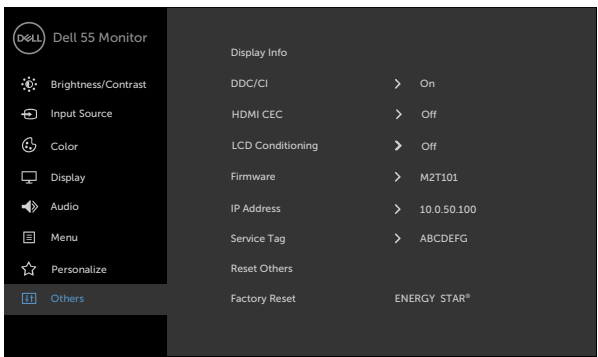 DELL Dell 55 Monitor
Brightness/Contrast
Input Source
Color
Display
Audio
Menu
Personalize
Others
Display Info
DDC/CI > On
HDMI CEC > Off
LCD Conditioning > Off
Firmware > M2T101
IP Address > 10.0.50.100
Service Tag > ABCDEFG
Reset Others
Factory Reset ENERGY STAR®